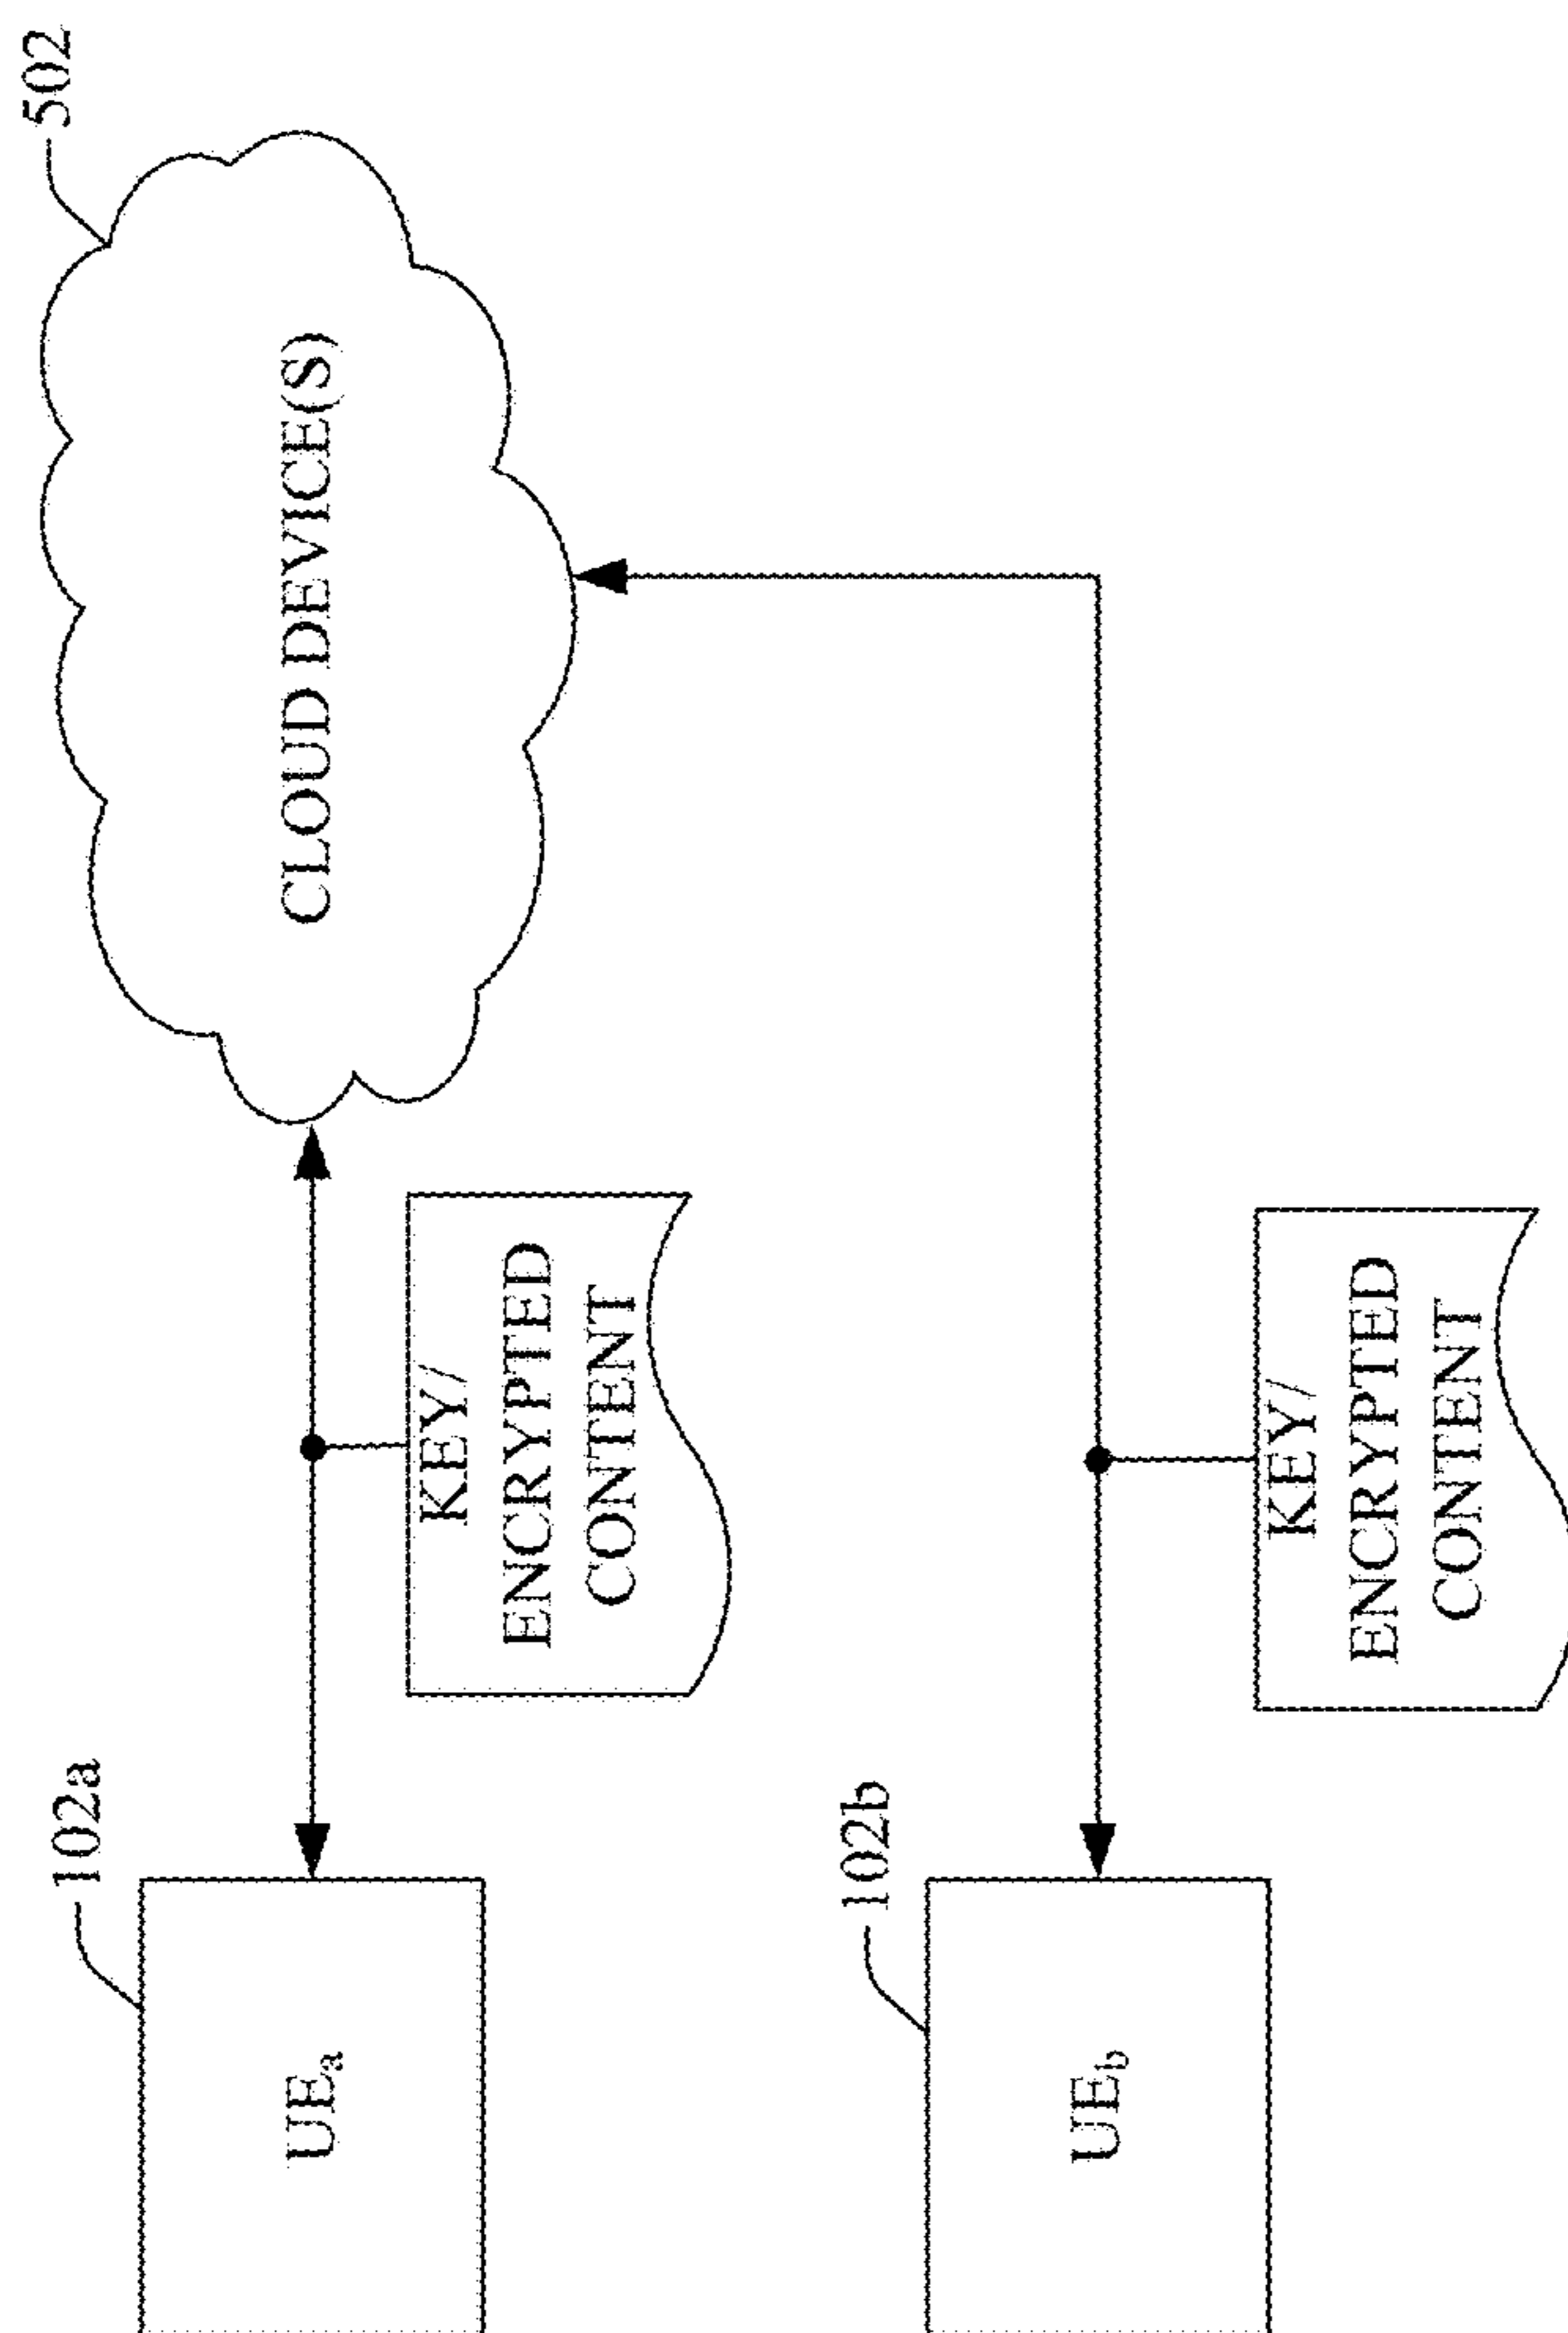 102a
UEa
KEY/
ENCRYPTED
CONTENT
502
CLOUD DEVICE(S)
102b
UEb
KEY/
ENCRYPTED
CONTENT